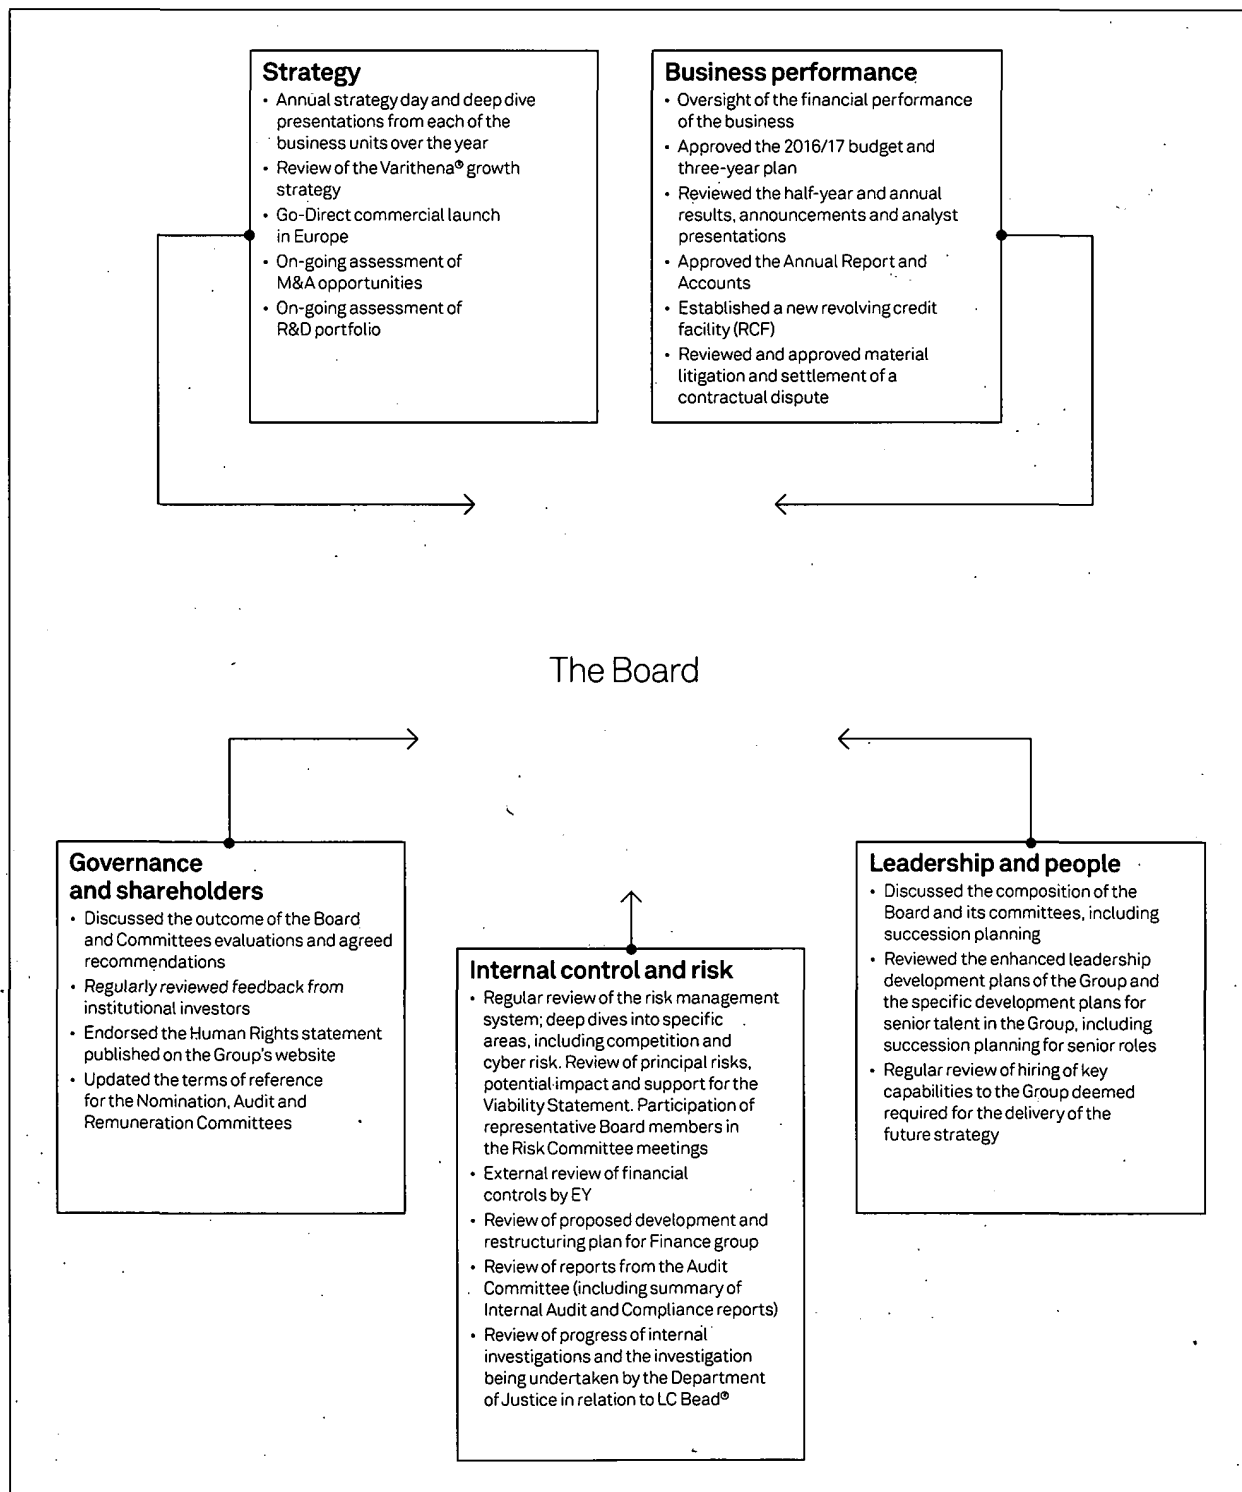 Strategy
• Annual strategy day and deep dive
presentations from each of the
business units over the year
• Review of the Varithena® growth
strategy
• Go-Direct commercial launch
in Europe
• On-going assessment of
M&A opportunities
• On-going assessment of
R&D portfolio
Business performance
• Oversight of the financial performance
of the business
• Approved the 2016/17 budget and
three-year plan
• Reviewed the half-year and annual
results, announcements and analyst
presentations
• Approved the Annual Report and
Accounts
• Established a new revolving credit
facility (RCF)
• Reviewed and approved material
litigation and settlement of a
contractual dispute
The Board
Governance
and shareholders
• Discussed the outcome of the Board
and Committees evaluations and agreed
recommendations
• Regularly reviewed feedback from
institutional investors
• Endorsed the Human Rights statement
published on the Group's website
• Updated the terms of reference
for the Nomination, Audit and
Remuneration Committees
Internal control and risk
• Regular review of the risk management
system; deep dives into specific
areas, including competition and
cyber risk. Review of principal risks,
potential impact and support for the
Viability Statement. Participation of
representative Board members in
the Risk Committee meetings
• External review of financial
controls by EY
• Review of proposed development and
restructuring plan for Finance group
• Review of reports from the Audit
Committee (including summary of
Internal Audit and Compliance reports)
• Review of progress of internal
investigations and the investigation
being undertaken by the Department
of Justice in relation to LC Bead®
Leadership and people
• Discussed the composition of the
Board and its committees, including
succession planning
• Reviewed the enhanced leadership
development plans of the Group and
the specific development plans for
senior talent in the Group, including
succession planning for senior roles
• Regular review of hiring of key
capabilities to the Group deemed
required for the delivery of the
future strategy